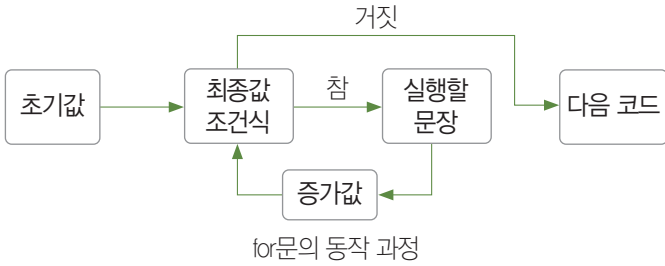 거짓
초기값
최종값
조건식
참
실행할
문장
다음 코드
증가값
for문의 동작 과정